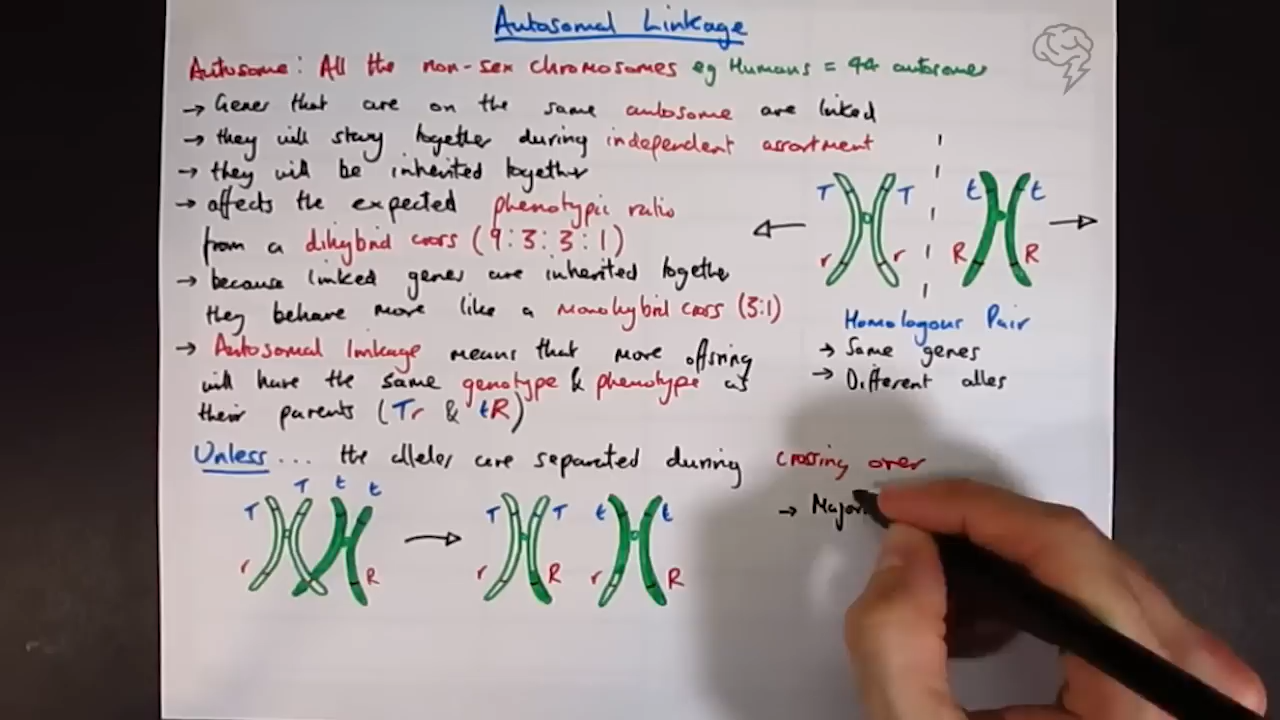 Autosomal Linkage
Autosome: All the non-sex chromosomes eg Humans = 44 autosomes
→ Genes that are on the same autosome are linked
→ they will stay together during independent assortment
→ they will be inherited together
→ affects the expected phenotypic ratio
from a dihybrid cross (9:3:3:1)
→ because linked genes are inherited together
they behave more like a monohybrid cross (3:1)
→ Autosomal linkage means that more offsring
will have the same genotype & phenotype as
their parents (Tr & tR)
T T t t
r r R R
Homologous Pair
→ Same genes
→ Different alles
Unless... the alleles are separated during crossing over
T T t t
r R
T T t t
r R r R
→ Major